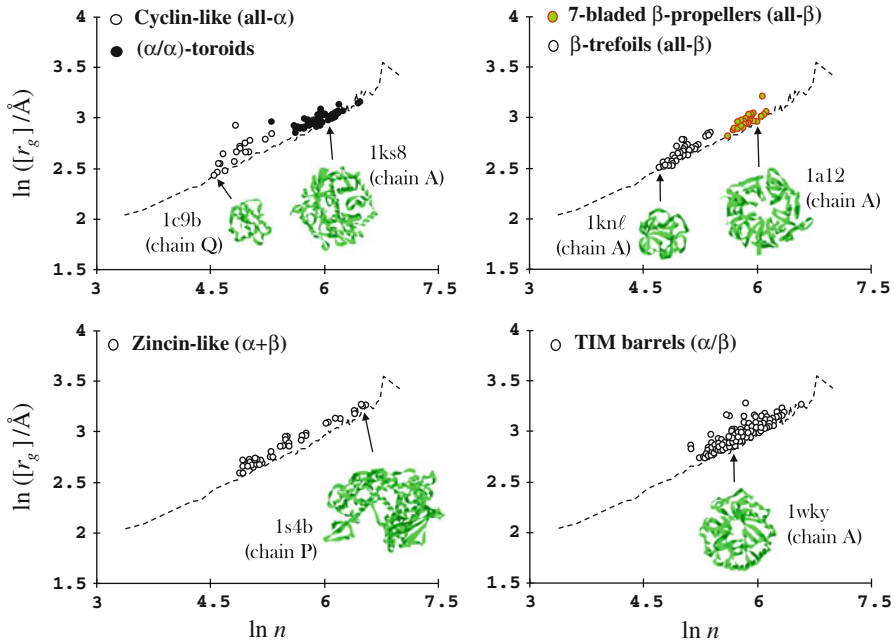 Cyclin-like (all-α)
(α/α)-toroids
4
3.5
3
2.5
2
1.5
ln ([r_g]/Å)
1c9b
(chain Q)
1ks8
(chain A)
3
4.5
6
7.5
7-bladed β-propellers (all-β)
β-trefoils (all-β)
4
3.5
3
2.5
2
1.5
1knℓ
(chain A)
1a12
(chain A)
3
4.5
6
7.5
Zincin-like (α+β)
4
3.5
3
2.5
2
1.5
ln ([r_g]/Å)
1s4b
(chain P)
3
4.5
6
7.5
ln n
TIM barrels (α/β)
4
3.5
3
2.5
2
1.5
1wky
(chain A)
3
4.5
6
7.5
ln n